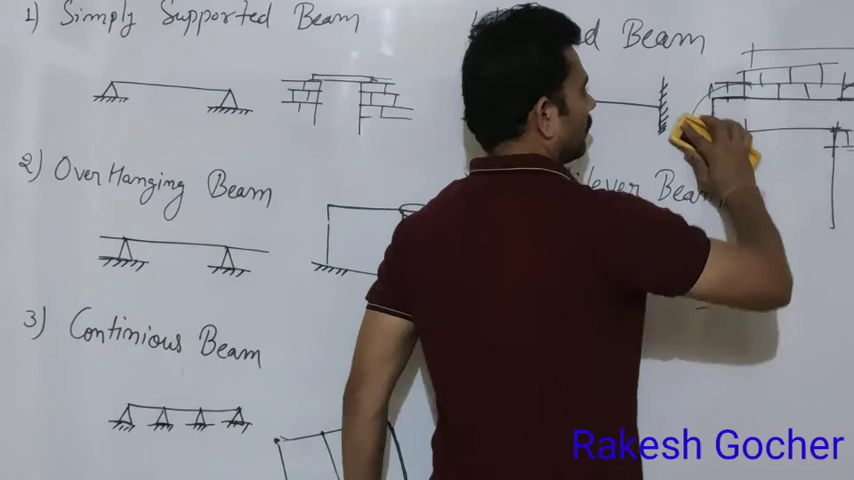 1) Simply Supported Beam
2) Over Hanging Beam
3) Continious Beam
Beam
Beam
Rakesh Gocher